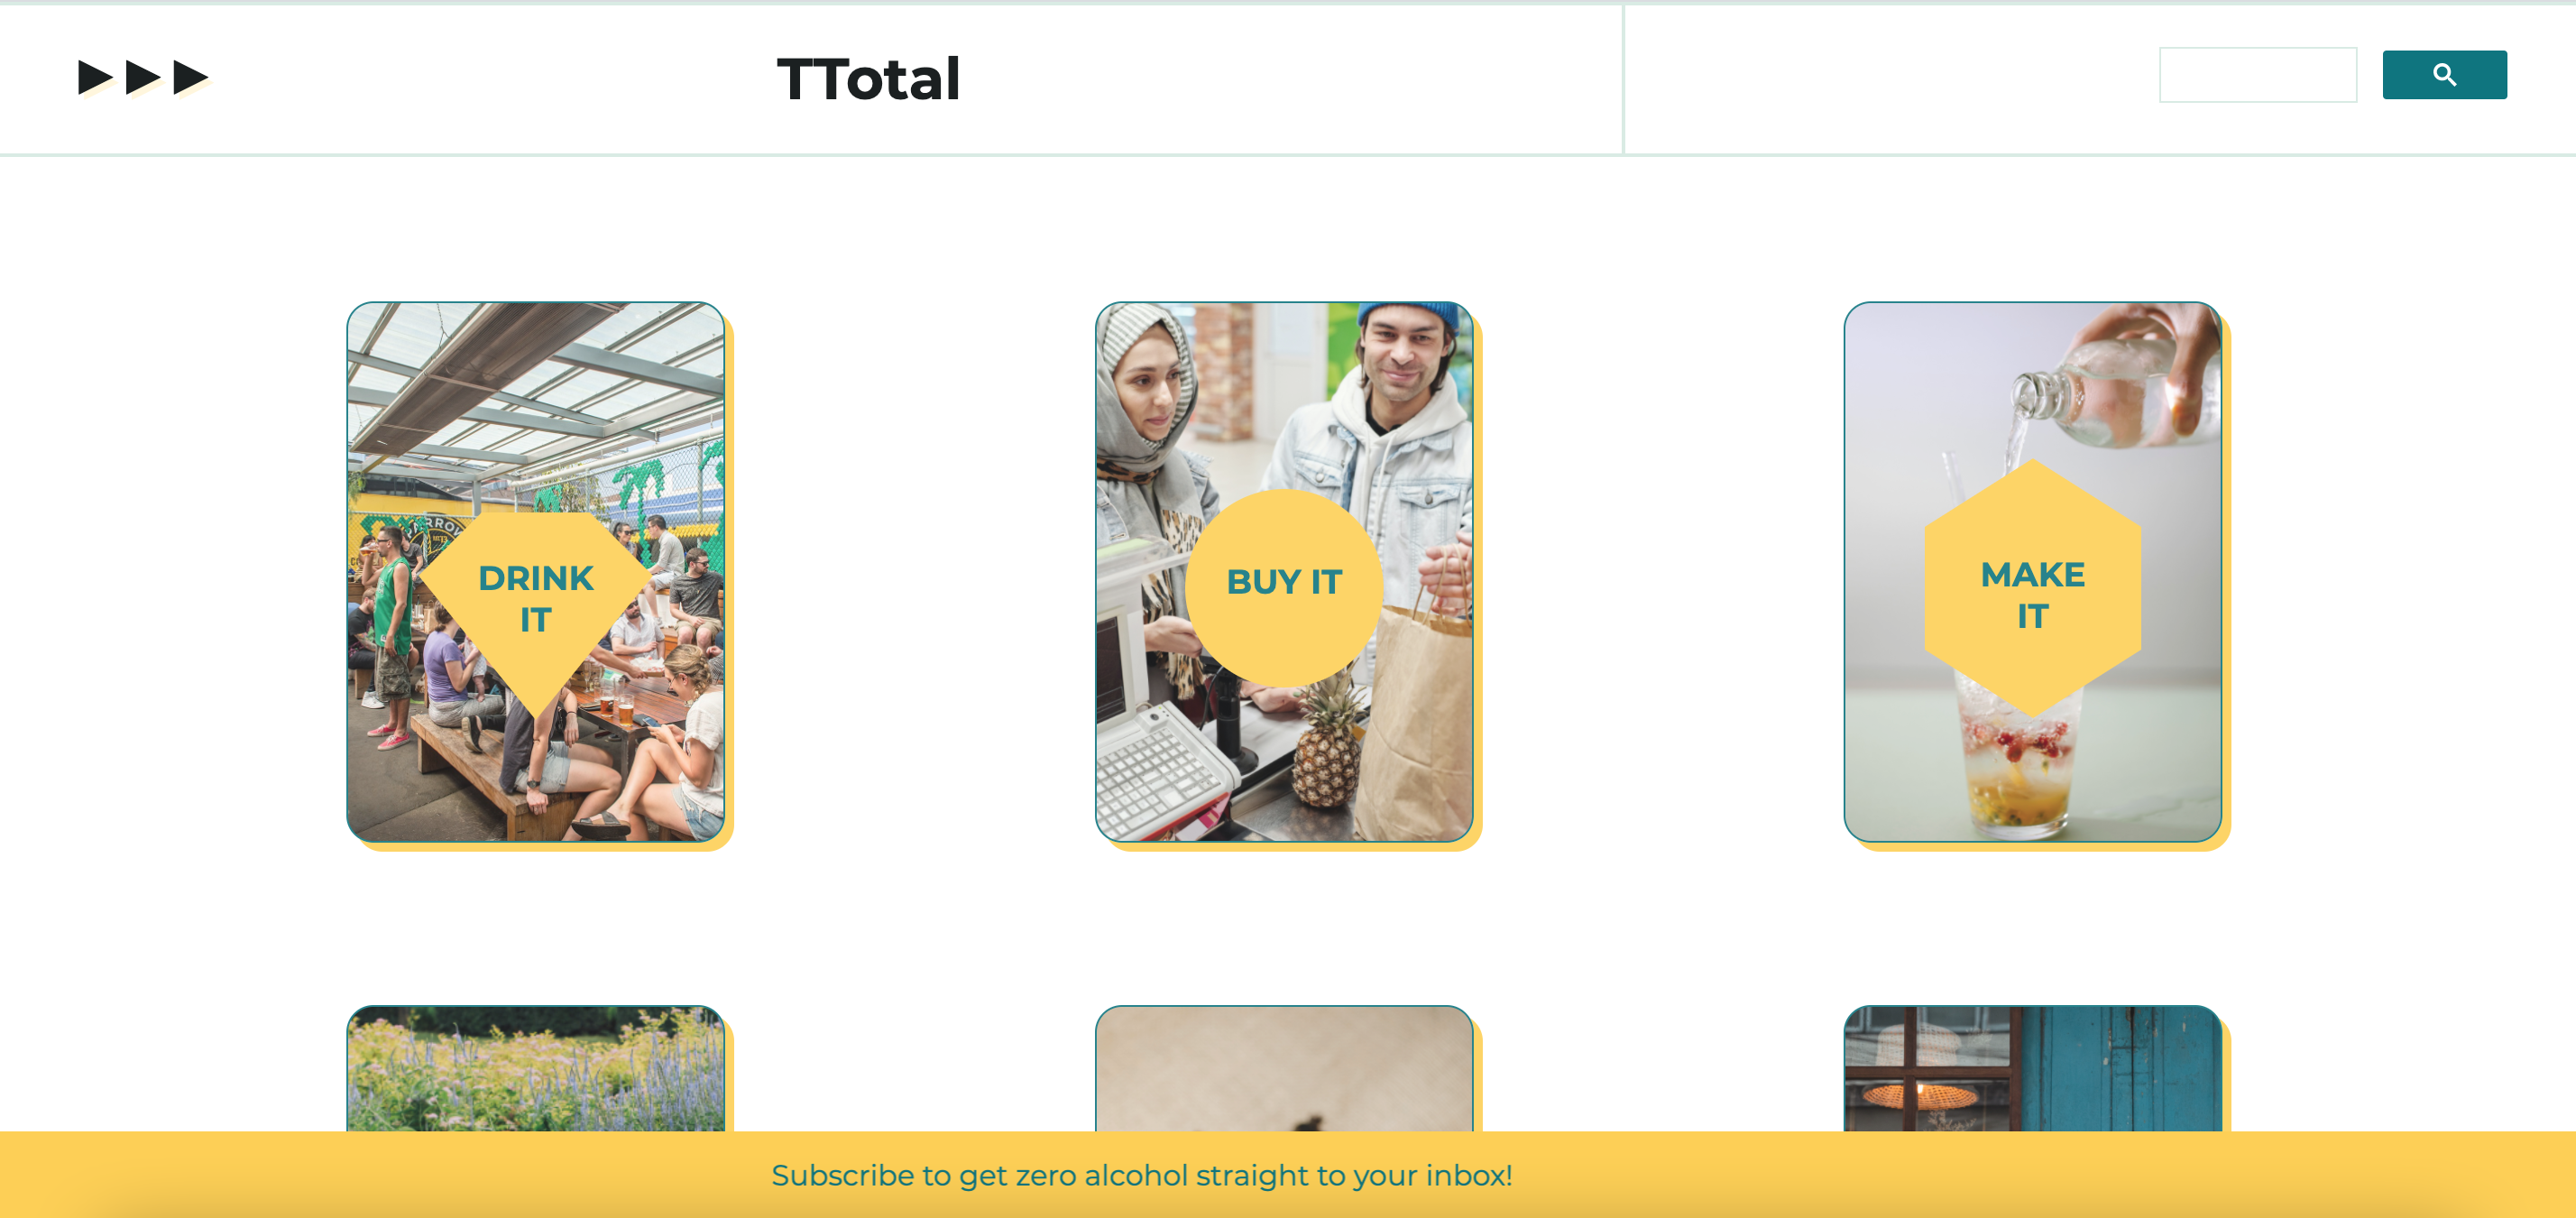 TTotal
DRINK
IT
BUY IT
MAKE
IT
Subscribe to get zero alcohol straight to your inbox!